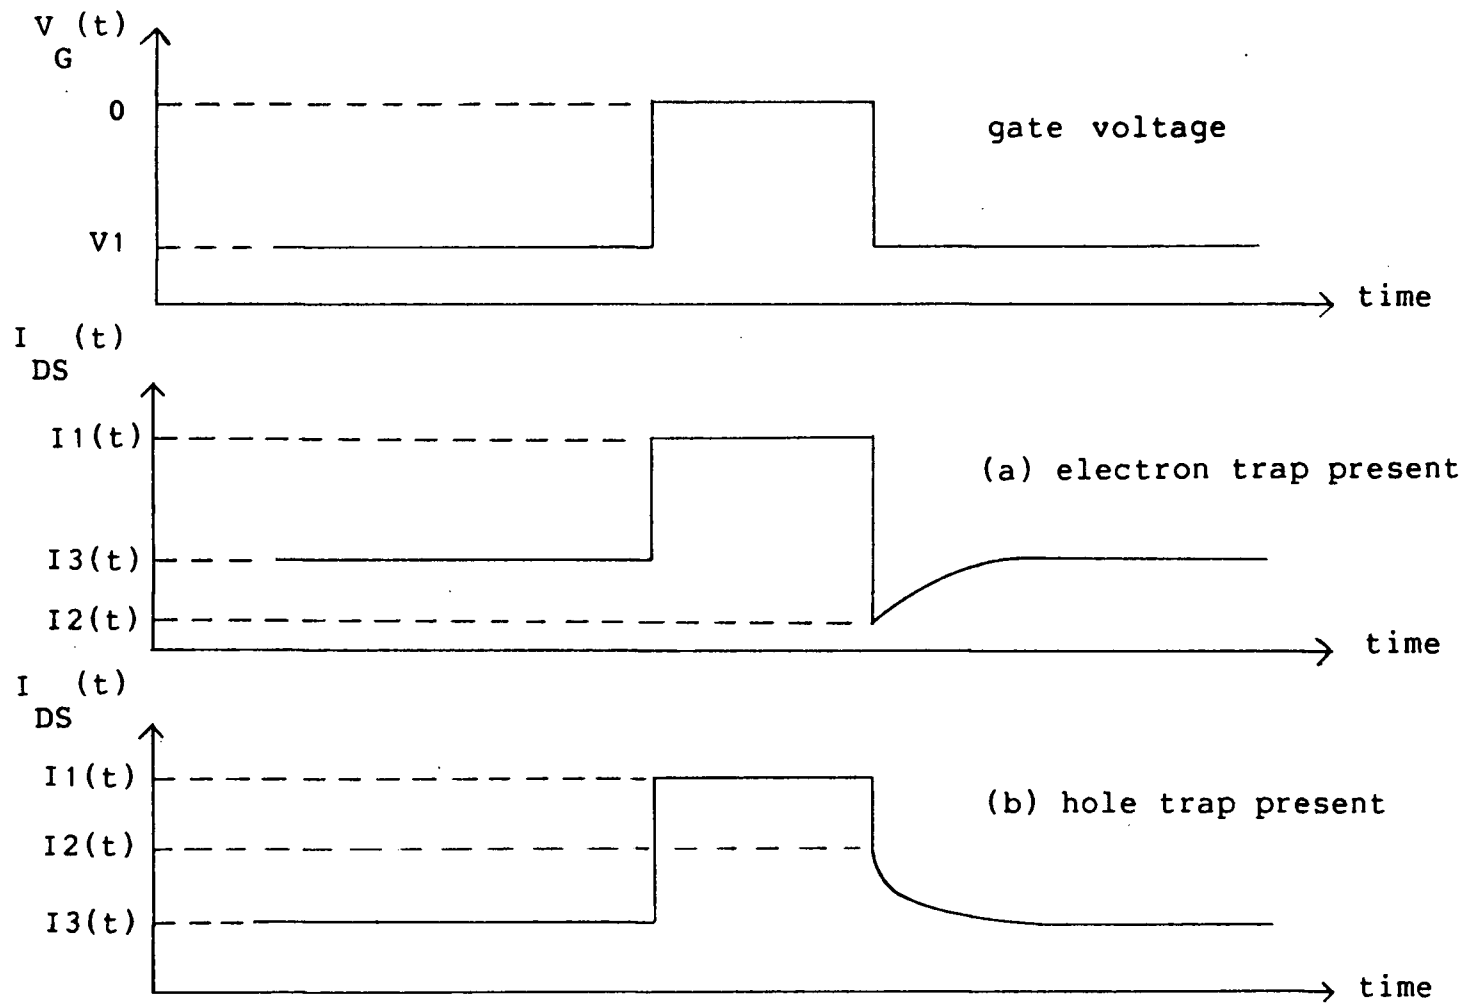 V (t)
G
0
gate voltage
V1
time
I (t)
DS
I1(t)
(a) electron trap present
I3(t)
I2(t)
time
I (t)
DS
I1(t)
(b) hole trap present
I2(t)
I3(t)
time